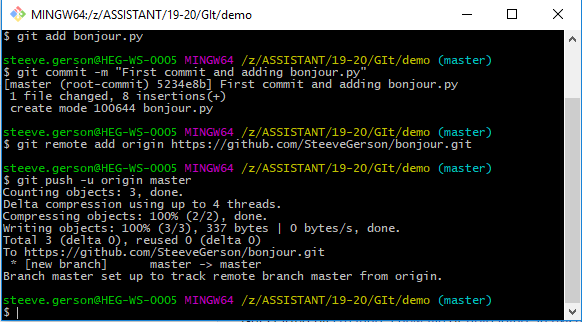 MINGW64:/z/ASSISTANT/19-20/GIt/demo
$ git add bonjour.py
steeve.gerson@HEG-WS-0005 MINGW64 /z/ASSISTANT/19-20/GIt/demo (master)
$ git commit -m "First commit and adding bonjour.py"
[master (root-commit) 5234e8b] First commit and adding bonjour.py
1 file changed, 8 insertions(+)
create mode 100644 bonjour.py
steeve.gerson@HEG-WS-0005 MINGW64 /z/ASSISTANT/19-20/GIt/demo (master)
$ git remote add origin https://github.com/SteeveGerson/bonjour.git
steeve.gerson@HEG-WS-0005 MINGW64 /z/ASSISTANT/19-20/GIt/demo (master)
$ git push -u origin master
Counting objects: 3, done.
Delta compression using up to 4 threads.
Compressing objects: 100% (2/2), done.
Writing objects: 100% (3/3), 337 bytes | 0 bytes/s, done.
Total 3 (delta 0), reused 0 (delta 0)
To https://github.com/SteeveGerson/bonjour.git
* [new branch]      master -> master
Branch master set up to track remote branch master from origin.
steeve.gerson@HEG-WS-0005 MINGW64 /z/ASSISTANT/19-20/GIt/demo (master)
$